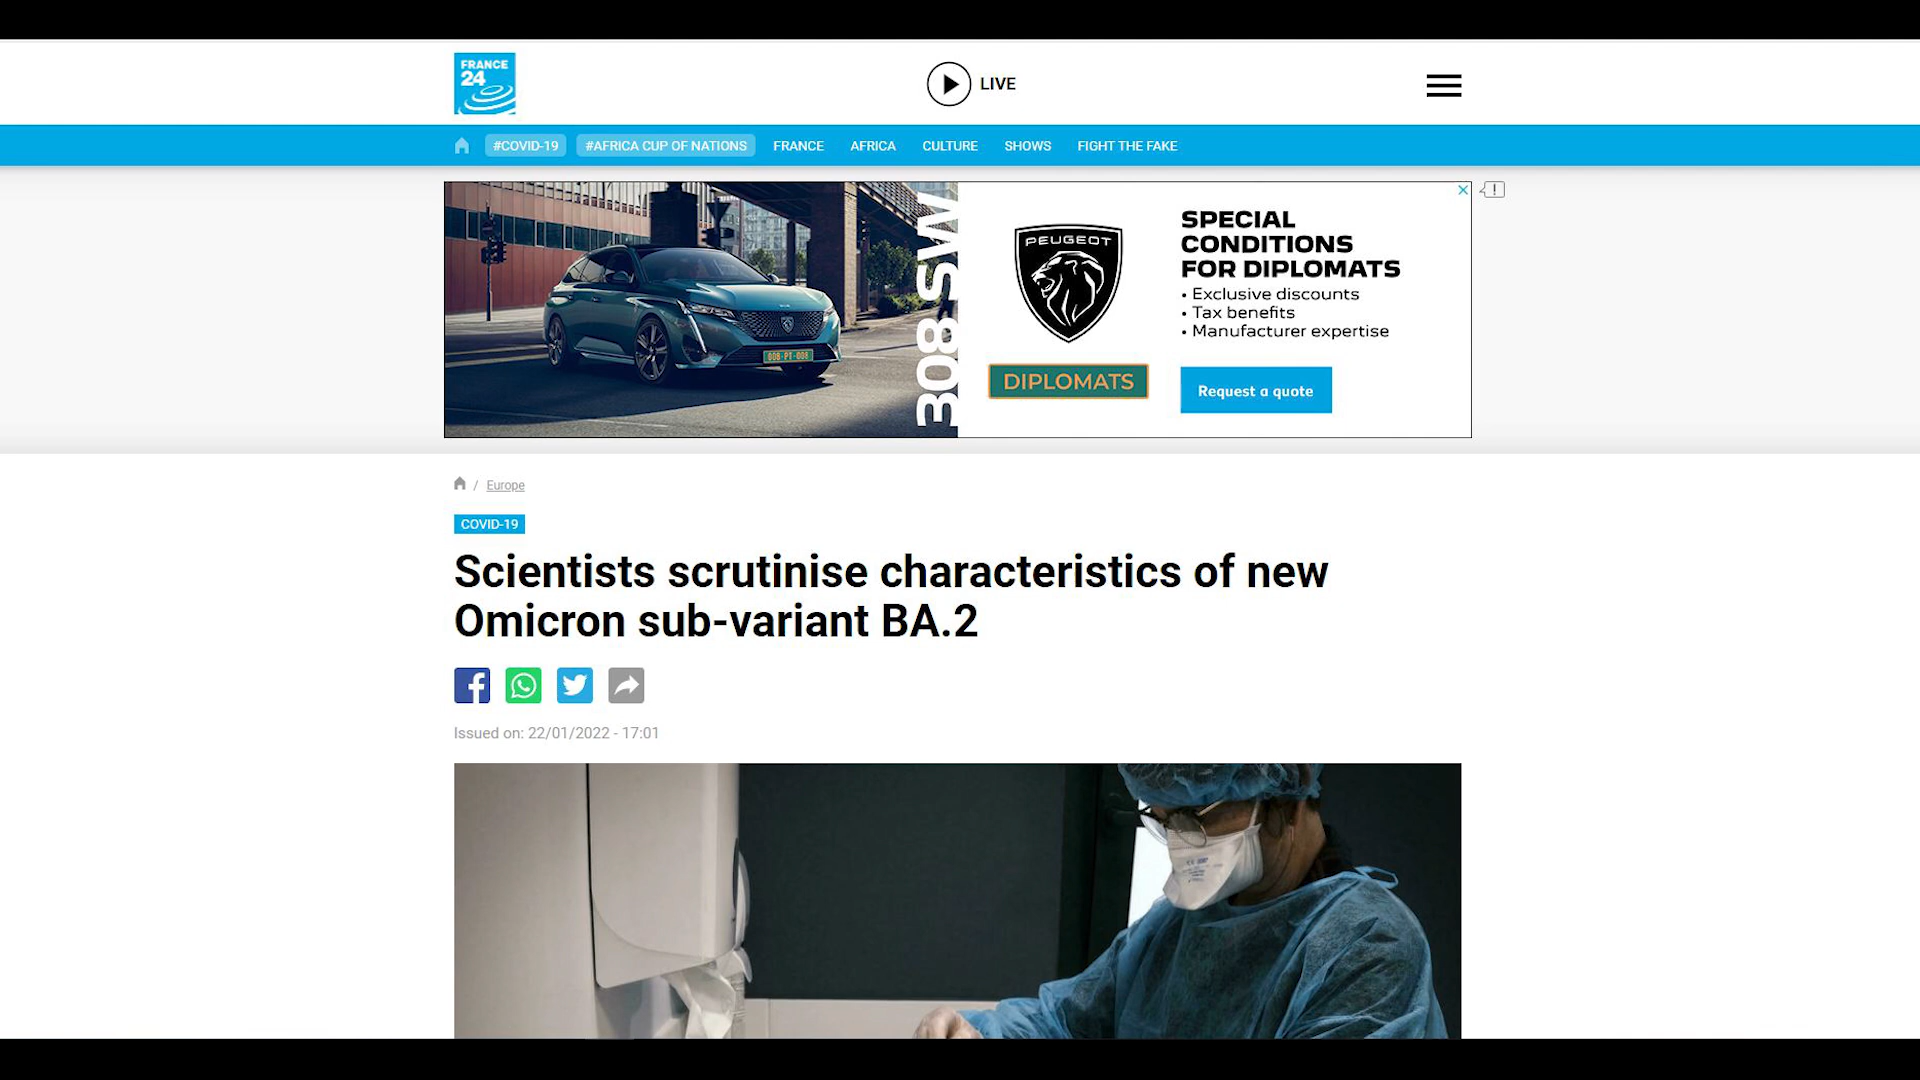 FRANCE
24
LIVE
#COVID-19
#AFRICA CUP OF NATIONS
FRANCE
AFRICA
CULTURE
SHOWS
FIGHT THE FAKE
308 SW
PEUGEOT
DIPLOMATS
SPECIAL
CONDITIONS
FOR DIPLOMATS
• Exclusive discounts
• Tax benefits
• Manufacturer expertise
Request a quote
/ Europe
COVID-19
Scientists scrutinise characteristics of new
Omicron sub-variant BA.2
Issued on: 22/01/2022 - 17:01